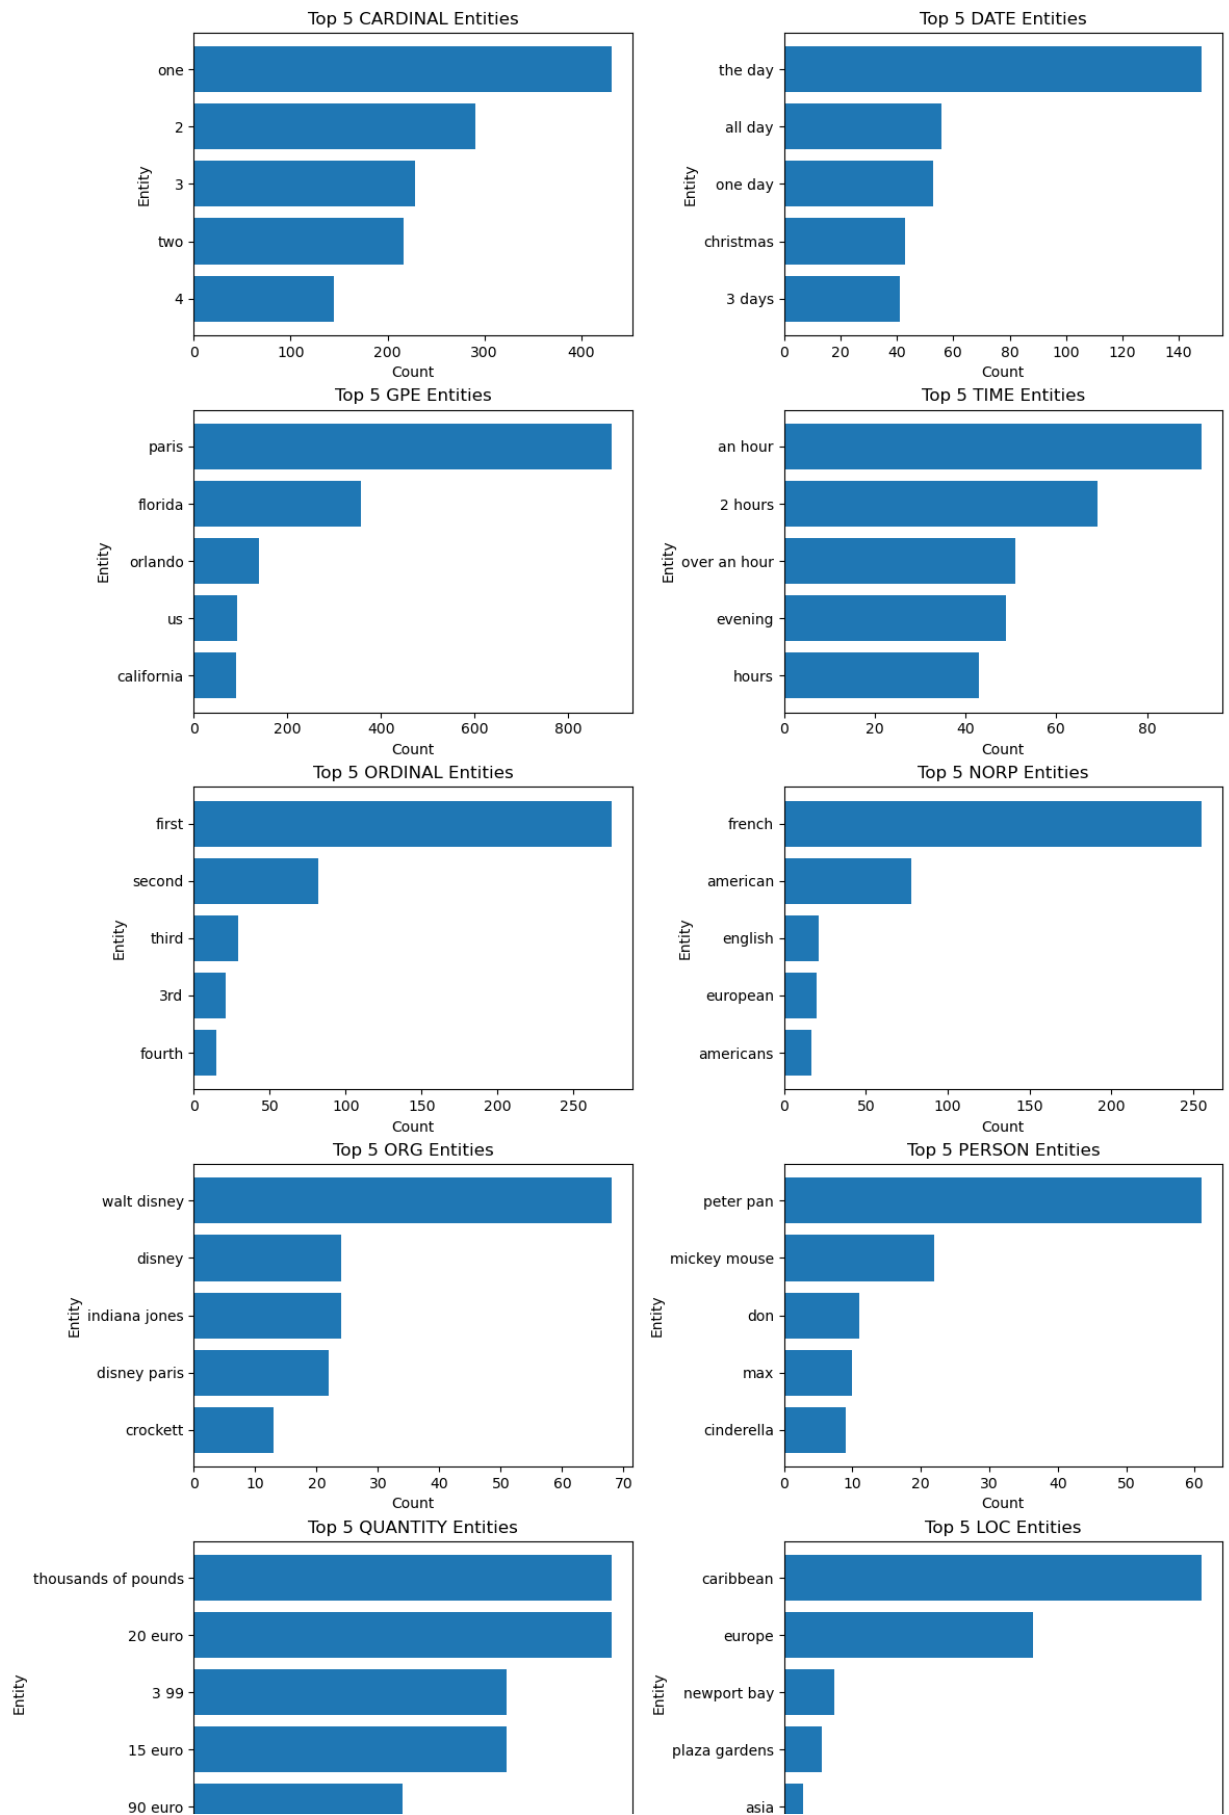 Top 5 CARDINAL Entities
Entity
one
2
3
two
4
0 100 200 300 400
Count
Top 5 DATE Entities
Entity
the day
all day
one day
christmas
3 days
0 20 40 60 80 100 120 140
Count
Top 5 GPE Entities
Entity
paris
florida
orlando
us
california
0 200 400 600 800
Count
Top 5 TIME Entities
Entity
an hour
2 hours
over an hour
evening
hours
0 20 40 60 80
Count
Top 5 ORDINAL Entities
Entity
first
second
third
3rd
fourth
0 50 100 150 200 250
Count
Top 5 NORP Entities
Entity
french
american
english
european
americans
0 50 100 150 200 250
Count
Top 5 ORG Entities
Entity
walt disney
disney
indiana jones
disney paris
crockett
0 10 20 30 40 50 60 70
Count
Top 5 PERSON Entities
Entity
peter pan
mickey mouse
don
max
cinderella
0 10 20 30 40 50 60
Count
Top 5 QUANTITY Entities
Entity
thousands of pounds
20 euro
3 99
15 euro
90 euro
Top 5 LOC Entities
Entity
caribbean
europe
newport bay
plaza gardens
asia